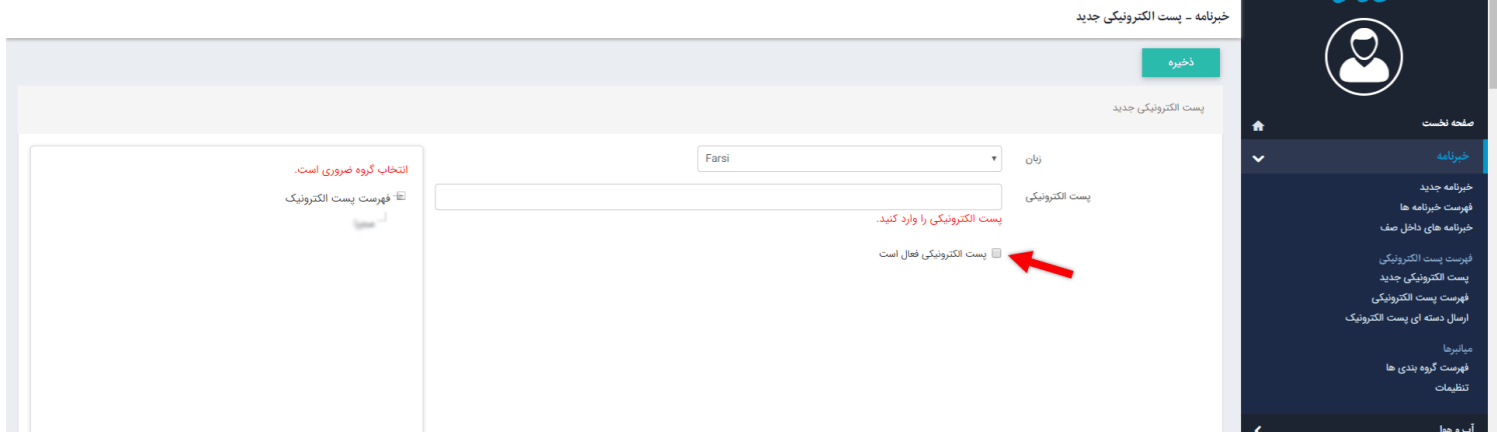 خبرنامه - پست الکترونیکی جدید
ذخیره
پست الکترونیکی جدید
زبان
Farsi
پست الکترونیکی
پست الکترونیکی را وارد کنید.
پست الکترونیکی فعال است
انتخاب گروه ضروری است.
فهرست پست الکترونیک
صفحه نخست
خبرنامه
خبرنامه جدید
فهرست خبرنامه ها
خبرنامه های داخل صف
فهرست پست الکترونیکی
پست الکترونیکی جدید
فهرست پست الکترونیکی
ارسال دسته ای پست الکترونیک
میانبرها
فهرست گروه بندی ها
تنظیمات
آب و هوا